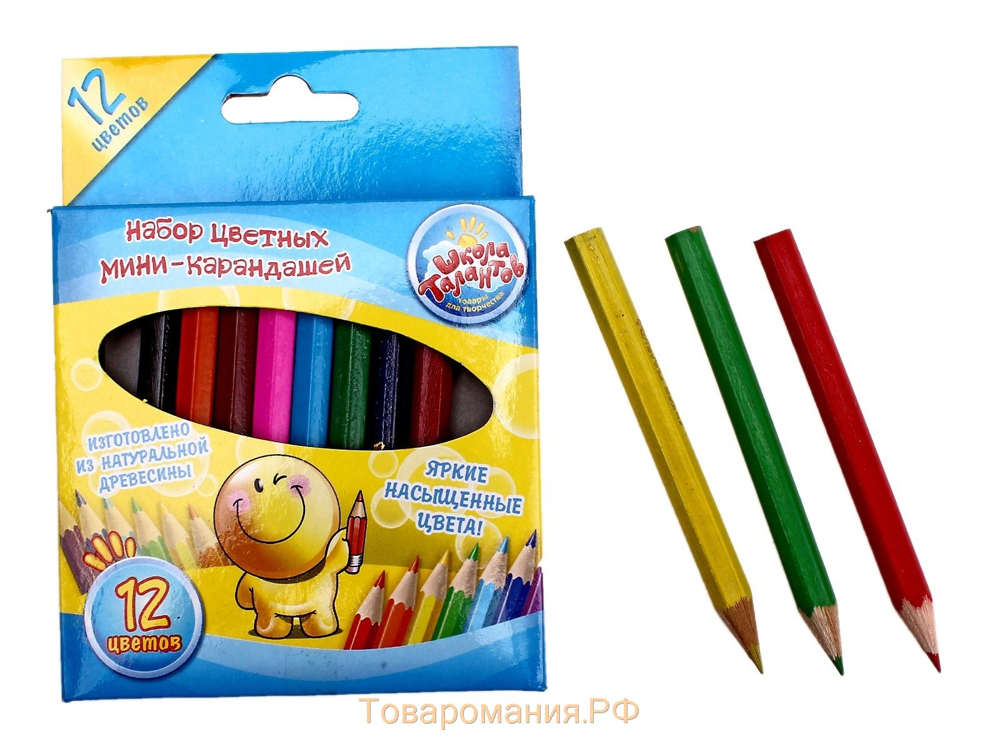 12
цветов
Набор цветных
мини-карандашей
Школа
Талантов
товары
для творчества
ИЗГОТОВЛЕНО
ИЗ НАТУРАЛЬНОЙ
ДРЕВЕСИНЫ
ЯРКИЕ
НАСЫЩЕННЫЕ
ЦВЕТА!
12
цветов
Товаромания.РФ